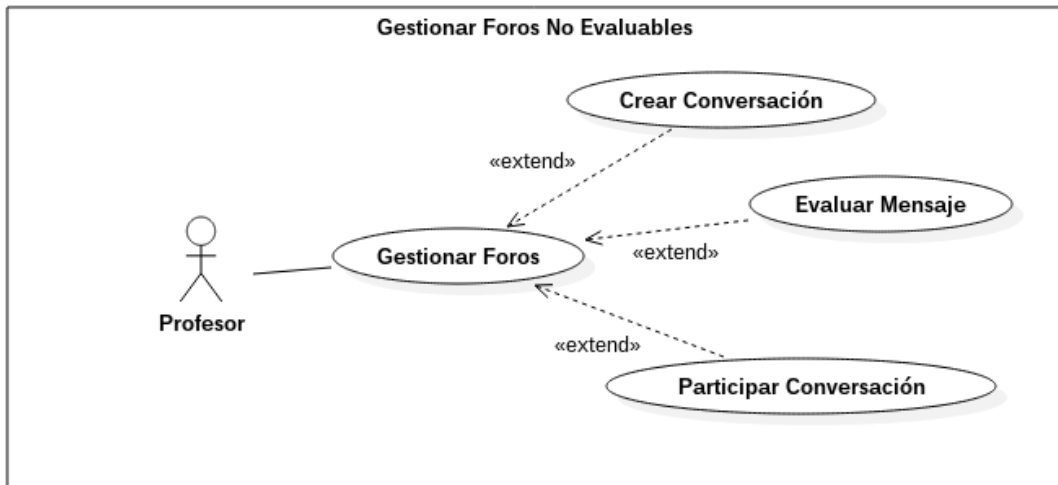 Gestionar Foros No Evaluables
Crear Conversación
«extend»
Evaluar Mensaje
«extend»
Gestionar Foros
Profesor
«extend»
Participar Conversación